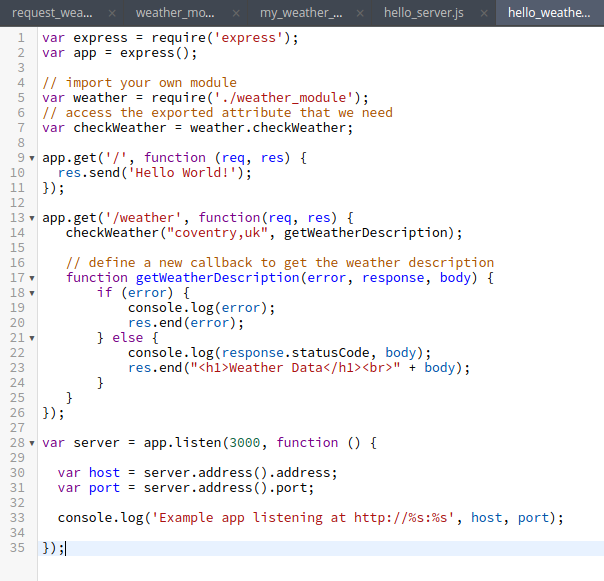 request_wea... × weather_mo... × my_weather_... × hello_server.js × hello_weathe...
1 var express = require('express');
2 var app = express();
3
4 // import your own module
5 var weather = require('./weather_module');
6 // access the exported attribute that we need
7 var checkWeather = weather.checkWeather;
8
9 app.get('/', function (req, res) {
10   res.send('Hello World!');
11 });
12
13 app.get('/weather', function(req, res) {
14    checkWeather("coventry,uk", getWeatherDescription);
15
16    // define a new callback to get the weather description
17    function getWeatherDescription(error, response, body) {
18        if (error) {
19            console.log(error);
20            res.end(error);
21        } else {
22            console.log(response.statusCode, body);
23            res.end("<h1>Weather Data</h1><br>" + body);
24        }
25    }
26 });
27
28 var server = app.listen(3000, function () {
29
30   var host = server.address().address;
31   var port = server.address().port;
32
33   console.log('Example app listening at http://%s:%s', host, port);
34
35 });